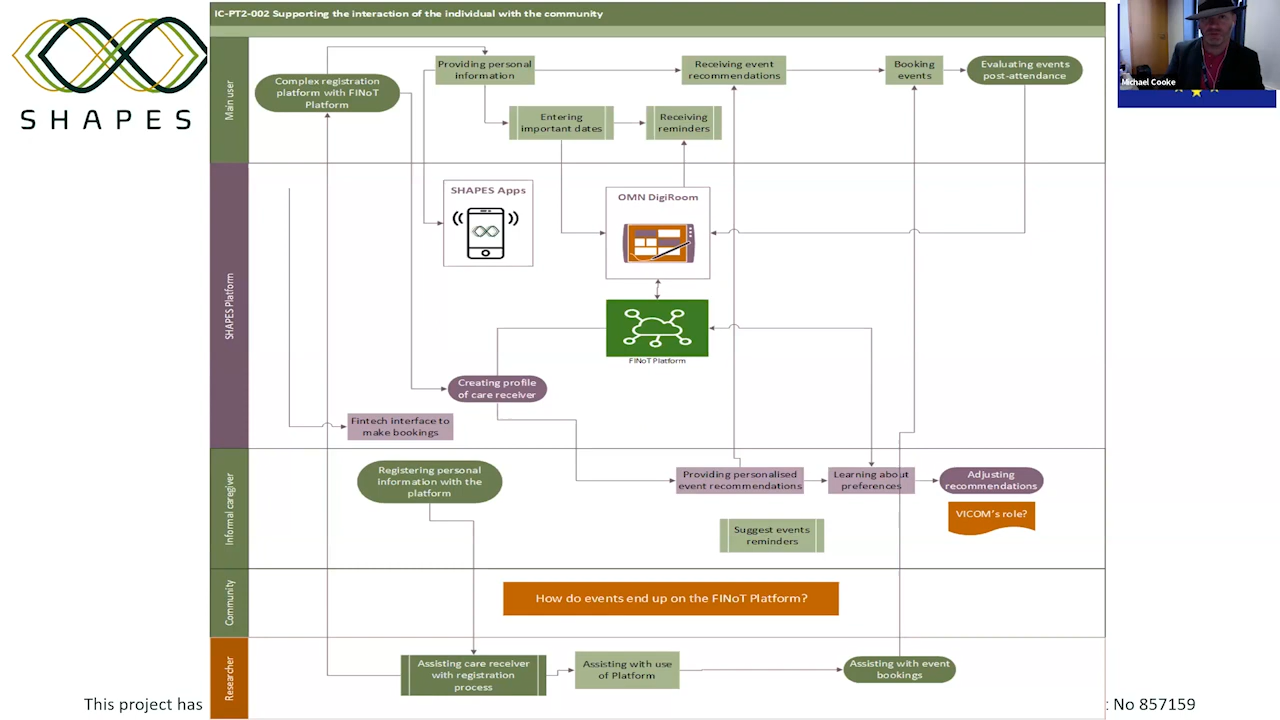 IC-PT2-002 Supporting the interaction of the individual with the community
SHAPES
Michael Cooke
Main user
Complex registration
platform with FINoT
Platform
Providing personal
information
Receiving event
recommendations
Booking
events
Evaluating events
post-attendance
Entering
important dates
Receiving
reminders
SHAPES Platform
SHAPES Apps
OMN DigiRoom
FINoT Platform
Creating profile
of care receiver
Fintech interface to
make bookings
Informal caregiver
Registering personal
information with the
platform
Providing personalised
event recommendations
Learning about
preferences
Adjusting
recommendations
VICOM's role?
Suggest events
reminders
Community
How do events end up on the FINoT Platform?
Researcher
Assisting care receiver
with registration
process
Assisting with use
of Platform
Assisting with event
bookings
This project has
: No 857159